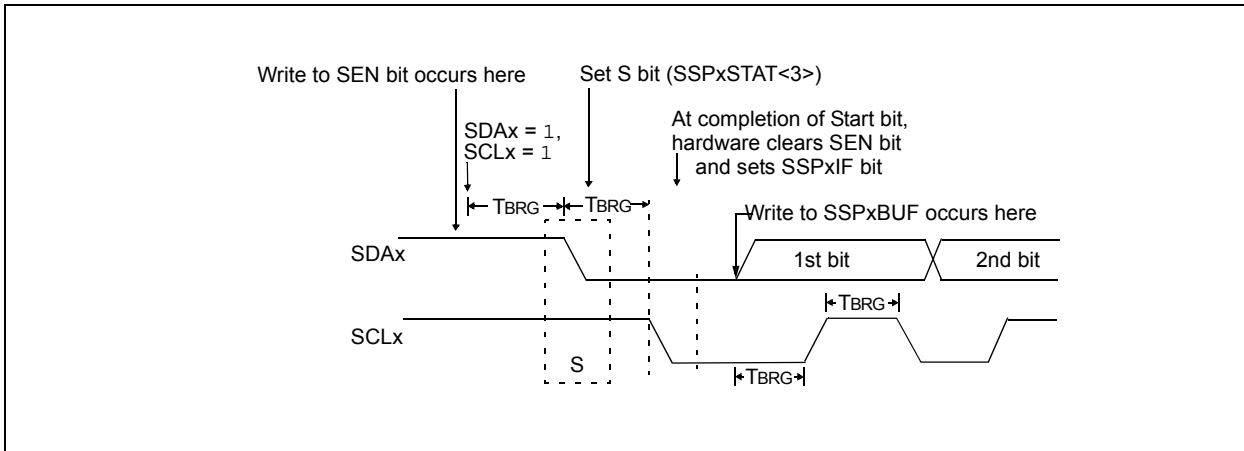 Write to SEN bit occurs here
Set S bit (SSPxSTAT<3>)
SDAx = 1,
SCLx = 1
At completion of Start bit,
hardware clears SEN bit
and sets SSPxIF bit
TBRG
TBRG
Write to SSPxBUF occurs here
SDAx
1st bit
2nd bit
TBRG
SCLx
S
TBRG